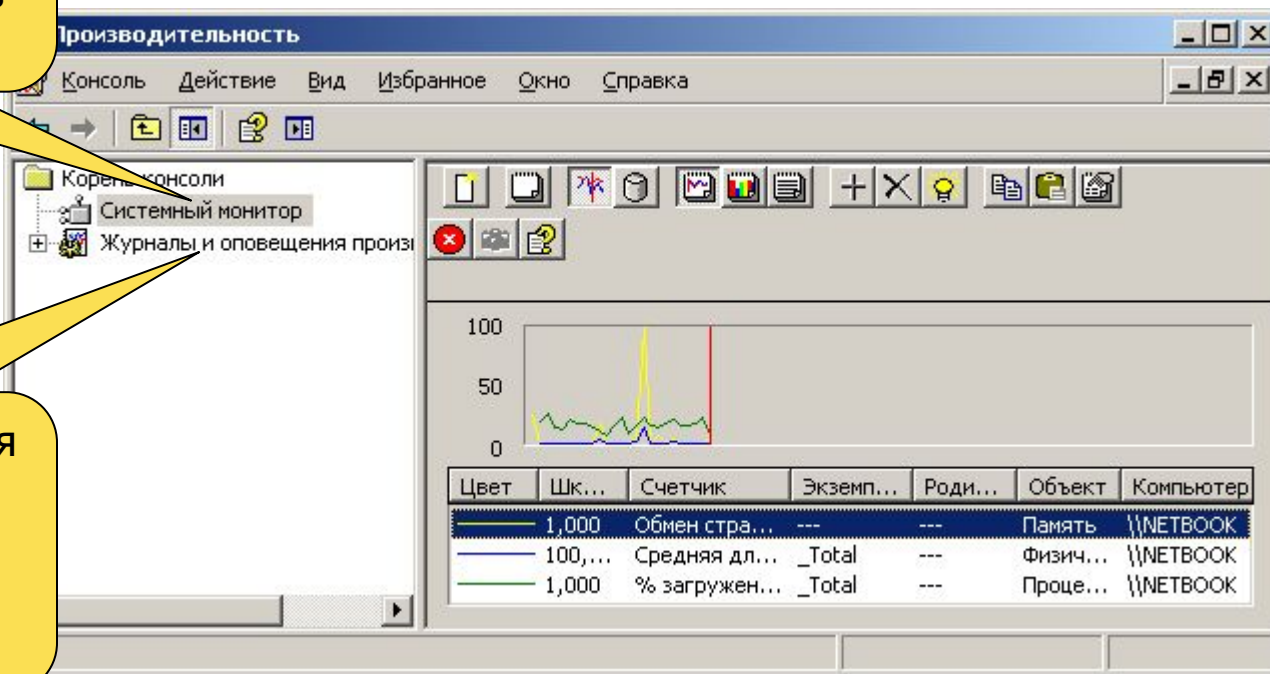 Производительность
Консоль Действие Вид Избранное Окно Справка
Корень консоли
Системный монитор
Журналы и оповещения произв
я
100
50
0
Цвет Шк... Счетчик Экземп... Роди... Объект Компьютер
1,000 Обмен стра... --- --- Память \\NETBOOK
100,... Средняя дл... _Total --- Физич... \\NETBOOK
1,000 % загружен... _Total --- Проце... \\NETBOOK